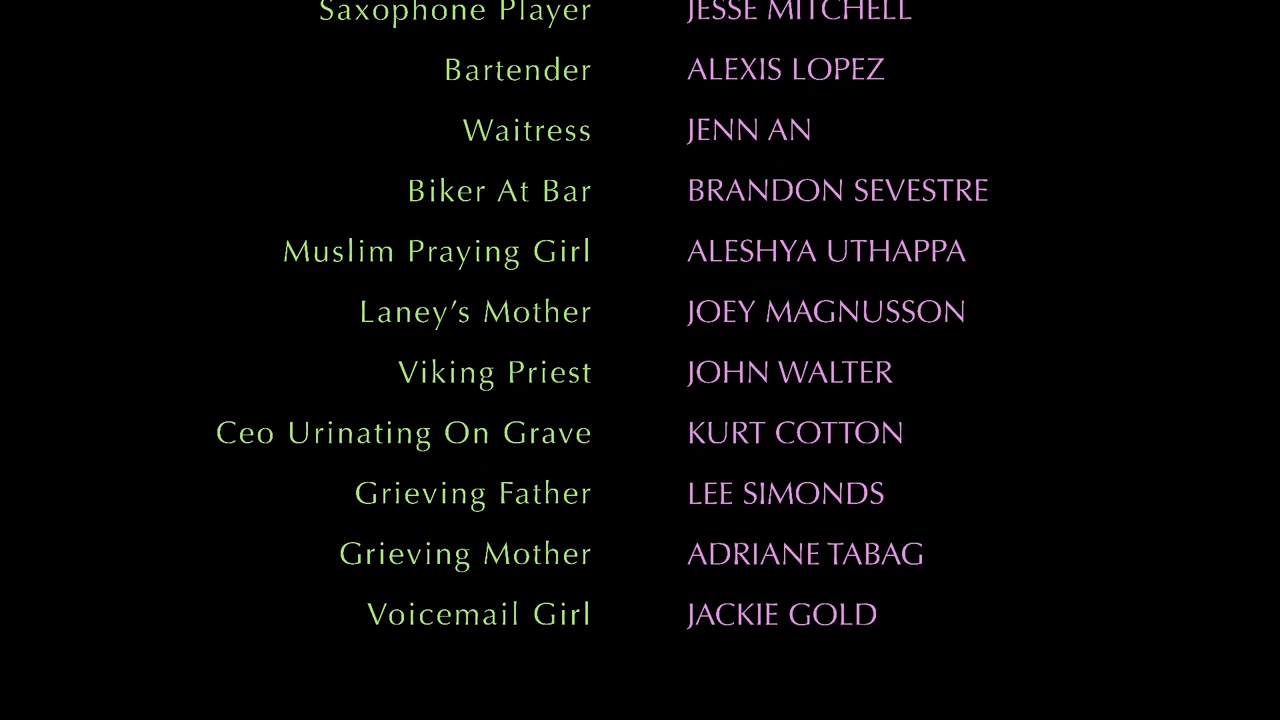 Saxophone Player JESSE MITCHELL
Bartender ALEXIS LOPEZ
Waitress JENN AN
Biker At Bar BRANDON SEVESTRE
Muslim Praying Girl ALESHYA UTHAPPA
Laney’s Mother JOEY MAGNUSSON
Viking Priest JOHN WALTER
Ceo Urinating On Grave KURT COTTON
Grieving Father LEE SIMONDS
Grieving Mother ADRIANE TABAG
Voicemail Girl JACKIE GOLD